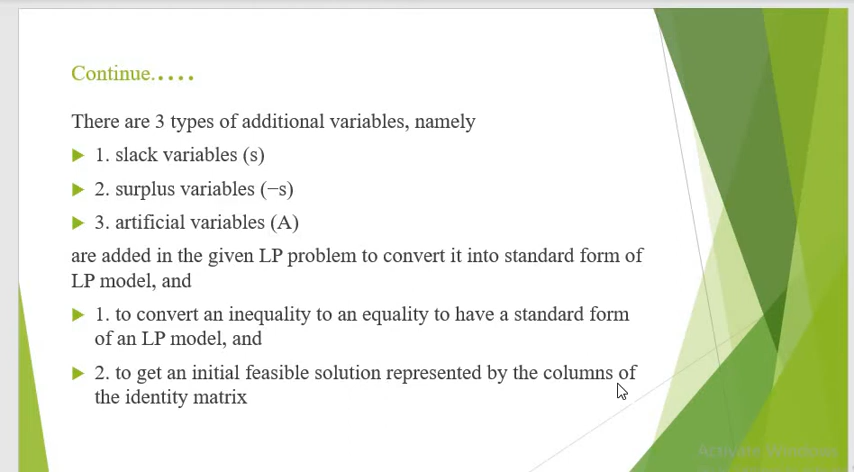 Continue.....
There are 3 types of additional variables, namely
1. slack variables (s)
2. surplus variables (−s)
3. artificial variables (A)
are added in the given LP problem to convert it into standard form of
LP model, and
1. to convert an inequality to an equality to have a standard form
of an LP model, and
2. to get an initial feasible solution represented by the columns of
the identity matrix
Activate Windows